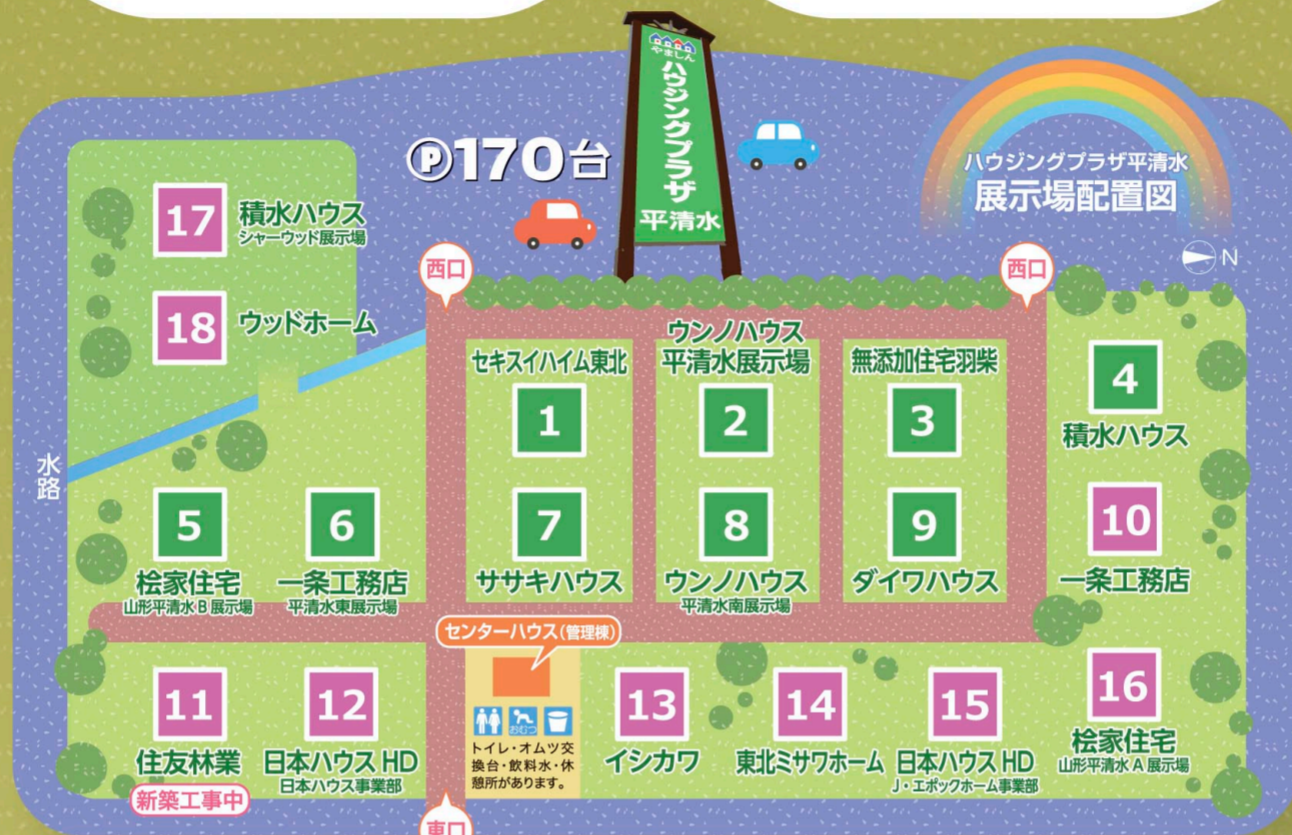 やましん
ハウジングプラザ
平清水
Ⓟ170台
ハウジングプラザ平清水
展示場配置図
N
17
積水ハウス
シャーウッド展示場
18
ウッドホーム
水路
西口
西口
セキスイハイム東北
1
ウンノハウス
平清水展示場
2
無添加住宅羽柴
3
4
積水ハウス
5
桧家住宅
山形平清水B展示場
6
一条工務店
平清水東展示場
7
ササキハウス
8
ウンノハウス
平清水南展示場
9
ダイワハウス
10
一条工務店
センターハウス(管理棟)
おむつ
トイレ・オムツ交
換台・飲料水・休
憩所があります。
11
住友林業
新築工事中
12
日本ハウスHD
日本ハウス事業部
13
イシカワ
14
東北ミサワホーム
15
日本ハウスHD
J・エポックホーム事業部
16
桧家住宅
山形平清水A展示場
東口